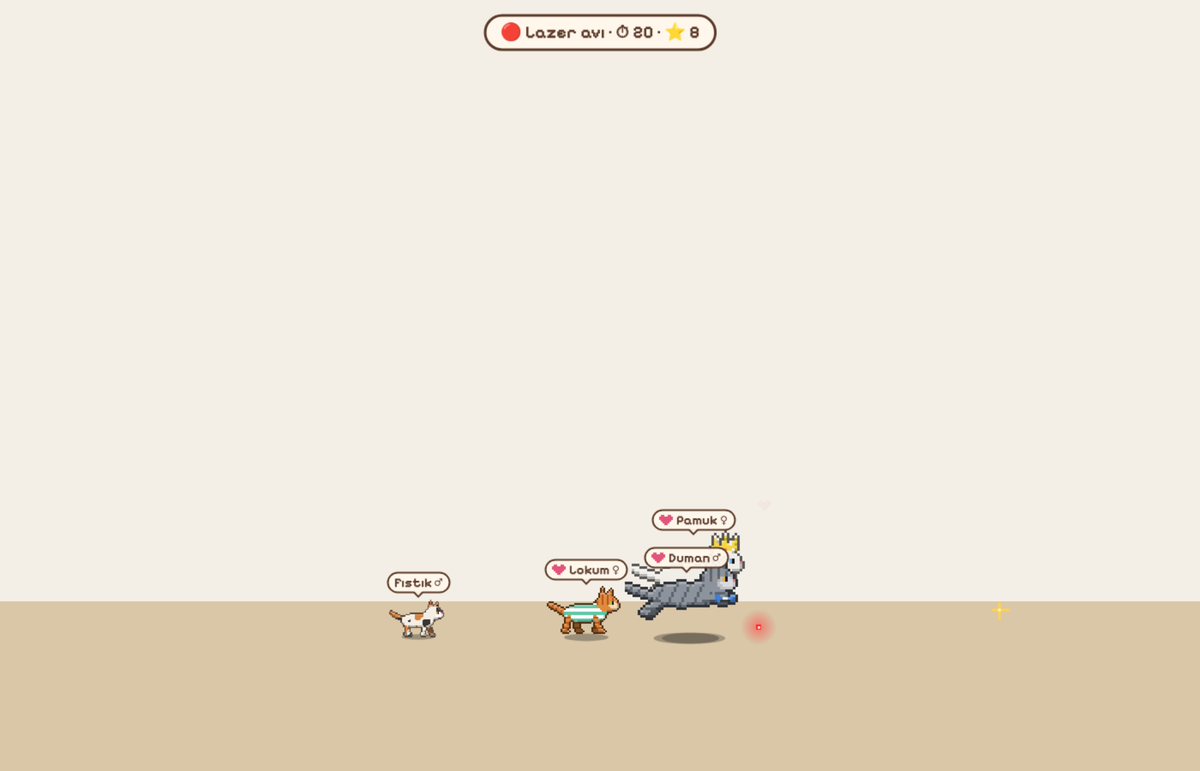 Lazer avı · ⏱ 20 · ⭐ 8
Pamuk ♀
Duman ♂
Lokum ♀
Fıstık ♂